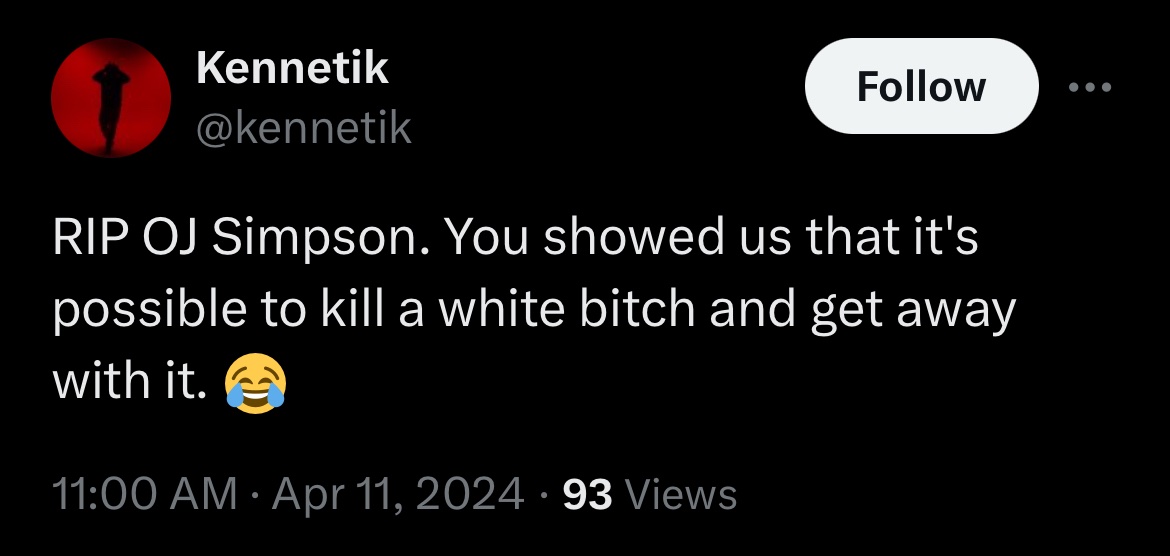 Kennetik
@kennetik
Follow
RIP OJ Simpson. You showed us that it's
possible to kill a white bitch and get away
with it. 😂
11:00 AM · Apr 11, 2024 · 93 Views